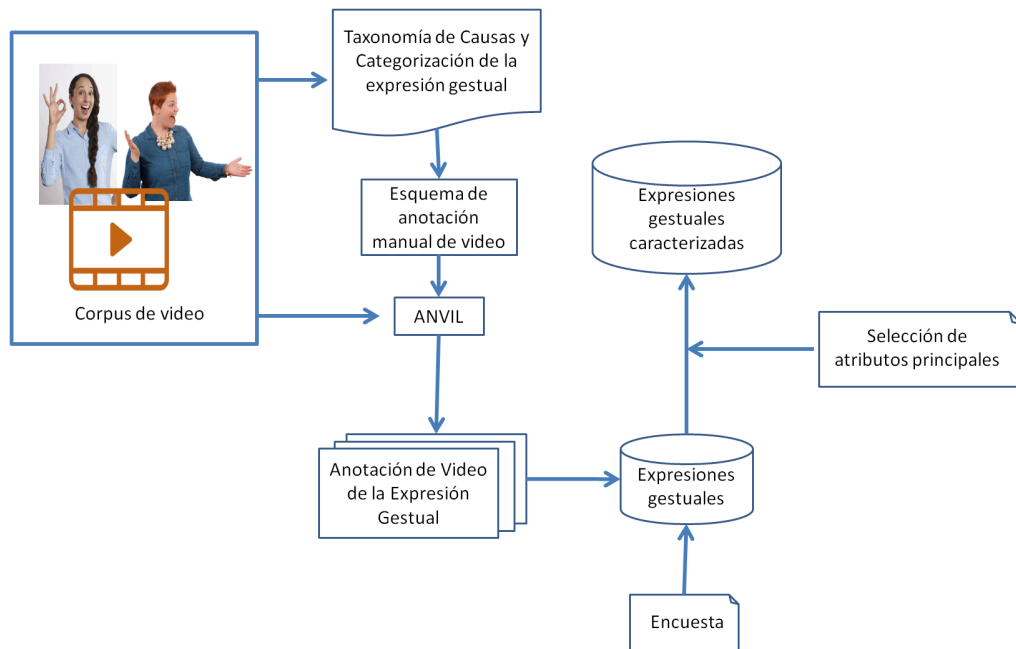 Taxonomía de Causas y
Categorización de la
expresión gestual
Corpus de video
Esquema de
anotación
manual de video
ANVIL
Anotación de Video
de la Expresión
Gestual
Expresiones
gestuales
caracterizadas
Selección de
atributos principales
Expresiones
gestuales
Encuesta